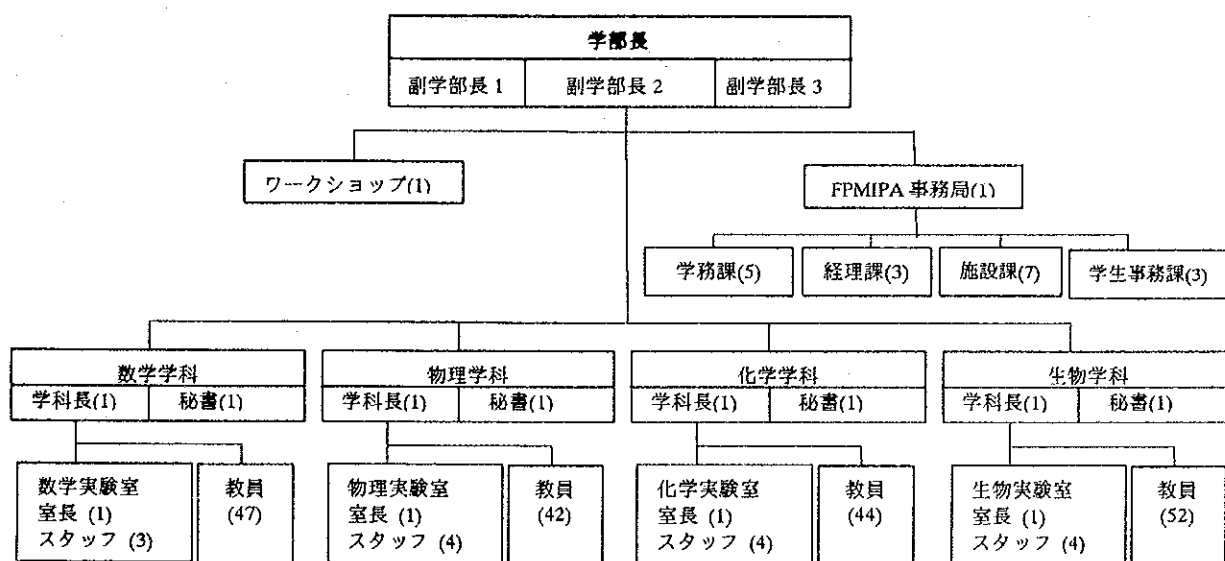 学部長
副学部長 1 副学部長 2 副学部長 3
ワークショップ(1) FPMIPA 事務局(1)
学務課(5) 経理課(3) 施設課(7) 学生事務課(3)
数学学科 物理学科 化学学科 生物学科
学科長(1) 秘書(1) 学科長(1) 秘書(1) 学科長(1) 秘書(1) 学科長(1) 秘書(1)
数学実験室
室長 (1)
スタッフ (3)
教員
(47)
物理実験室
室長 (1)
スタッフ (4)
教員
(42)
化学実験室
室長 (1)
スタッフ (4)
教員
(44)
生物実験室
室長 (1)
スタッフ (4)
教員
(52)